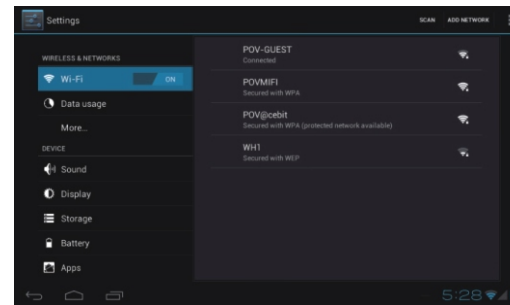 Settings
SCAN
ADD NETWORK
WIRELESS & NETWORKS
Wi-Fi
ON
Data usage
More...
DEVICE
Sound
Display
Storage
Battery
Apps
POV-GUEST
Connected
POVMIFI
Secured with WPA
POV@cebit
Secured with WPA (protected network available)
WH1
Secured with WEP
5:28